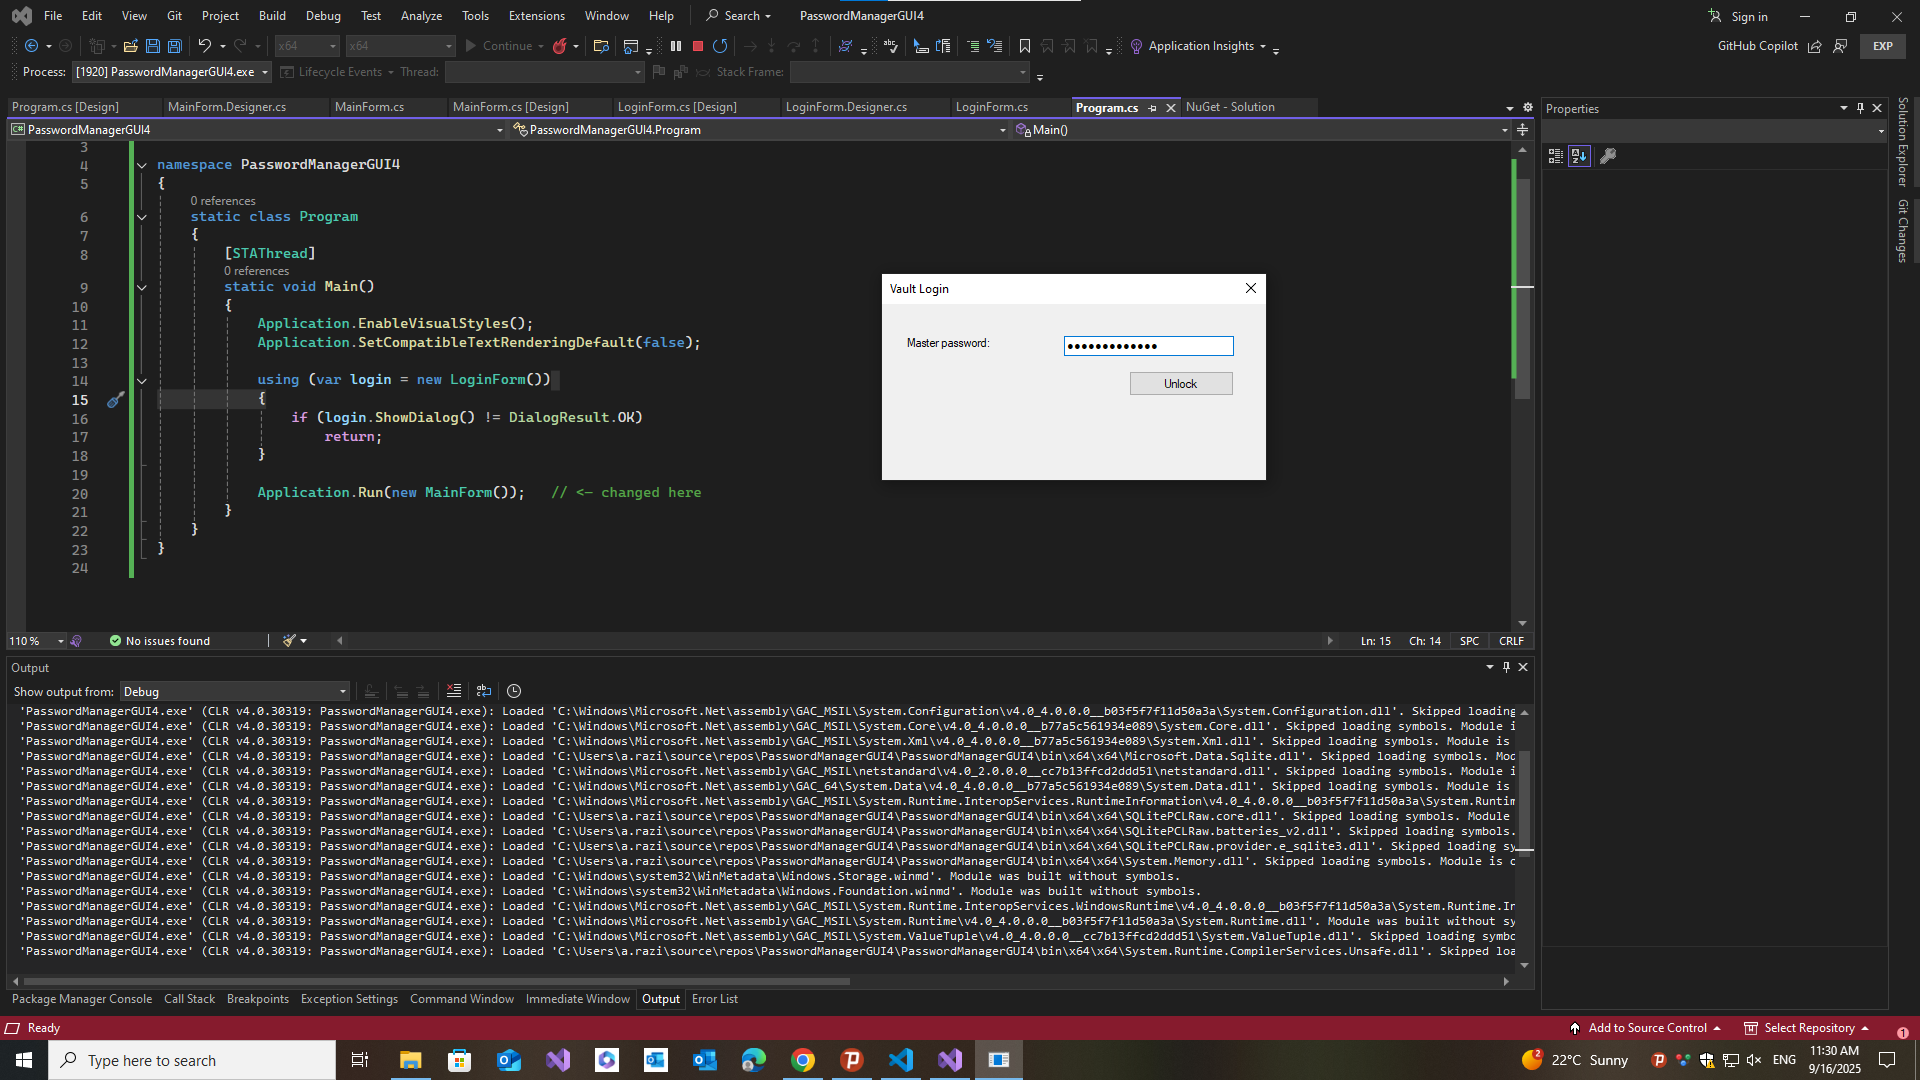 File Edit View Git Project Build Debug Test Analyze Tools Extensions Window Help Search PasswordManagerGUI4 Sign in
x64 x64 Continue Application Insights GitHub Copilot EXP
Process: [1920] PasswordManagerGUI4.exe Lifecycle Events Thread: Stack Frame:
Program.cs [Design] MainForm.Designer.cs MainForm.cs MainForm.cs [Design] LoginForm.cs [Design] LoginForm.Designer.cs LoginForm.cs Program.cs NuGet - Solution
C# PasswordManagerGUI4 PasswordManagerGUI4.Program Main()
3
4 namespace PasswordManagerGUI4
5 {
0 references
6 static class Program
7 {
8 [STAThread]
0 references
9 static void Main()
10 {
11 Application.EnableVisualStyles();
12 Application.SetCompatibleTextRenderingDefault(false);
13
14 using (var login = new LoginForm())
15 {
16 if (login.ShowDialog() != DialogResult.OK)
17 return;
18 }
19
20 Application.Run(new MainForm()); // <- changed here
21 }
22 }
23 }
24
Vault Login
Master password: •••••••••••••
Unlock
Properties
Solution Explorer
Git Changes
110 % No issues found Ln: 15 Ch: 14 SPC CRLF
Output
Show output from: Debug
'PasswordManagerGUI4.exe' (CLR v4.0.30319: PasswordManagerGUI4.exe): Loaded 'C:\Windows\Microsoft.Net\assembly\GAC_MSIL\System.Configuration\v4.0_4.0.0.0__b03f5f7f11d50a3a\System.Configuration.dll'. Skipped loading
'PasswordManagerGUI4.exe' (CLR v4.0.30319: PasswordManagerGUI4.exe): Loaded 'C:\Windows\Microsoft.Net\assembly\GAC_MSIL\System.Core\v4.0_4.0.0.0__b77a5c561934e089\System.Core.dll'. Skipped loading symbols. Module i
'PasswordManagerGUI4.exe' (CLR v4.0.30319: PasswordManagerGUI4.exe): Loaded 'C:\Windows\Microsoft.Net\assembly\GAC_MSIL\System.Xml\v4.0_4.0.0.0__b77a5c561934e089\System.Xml.dll'. Skipped loading symbols. Module is
'PasswordManagerGUI4.exe' (CLR v4.0.30319: PasswordManagerGUI4.exe): Loaded 'C:\Users\a.razi\source\repos\PasswordManagerGUI4\PasswordManagerGUI4\bin\x64\x64\Microsoft.Data.Sqlite.dll'. Skipped loading symbols. Mod
'PasswordManagerGUI4.exe' (CLR v4.0.30319: PasswordManagerGUI4.exe): Loaded 'C:\Windows\Microsoft.Net\assembly\GAC_MSIL\netstandard\v4.0_2.0.0.0__cc7b13ffcd2ddd51\netstandard.dll'. Skipped loading symbols. Module i
'PasswordManagerGUI4.exe' (CLR v4.0.30319: PasswordManagerGUI4.exe): Loaded 'C:\Windows\Microsoft.Net\assembly\GAC_64\System.Data\v4.0_4.0.0.0__b77a5c561934e089\System.Data.dll'. Skipped loading symbols. Module is
'PasswordManagerGUI4.exe' (CLR v4.0.30319: PasswordManagerGUI4.exe): Loaded 'C:\Windows\Microsoft.Net\assembly\GAC_MSIL\System.Runtime.InteropServices.RuntimeInformation\v4.0_4.0.0.0__b03f5f7f11d50a3a\System.Runtim
'PasswordManagerGUI4.exe' (CLR v4.0.30319: PasswordManagerGUI4.exe): Loaded 'C:\Users\a.razi\source\repos\PasswordManagerGUI4\PasswordManagerGUI4\bin\x64\x64\SQLitePCLRaw.core.dll'. Skipped loading symbols. Module
'PasswordManagerGUI4.exe' (CLR v4.0.30319: PasswordManagerGUI4.exe): Loaded 'C:\Users\a.razi\source\repos\PasswordManagerGUI4\PasswordManagerGUI4\bin\x64\x64\SQLitePCLRaw.batteries_v2.dll'. Skipped loading symbols.
'PasswordManagerGUI4.exe' (CLR v4.0.30319: PasswordManagerGUI4.exe): Loaded 'C:\Users\a.razi\source\repos\PasswordManagerGUI4\PasswordManagerGUI4\bin\x64\x64\SQLitePCLRaw.provider.e_sqlite3.dll'. Skipped loading sy
'PasswordManagerGUI4.exe' (CLR v4.0.30319: PasswordManagerGUI4.exe): Loaded 'C:\Users\a.razi\source\repos\PasswordManagerGUI4\PasswordManagerGUI4\bin\x64\x64\System.Memory.dll'. Skipped loading symbols. Module is o
'PasswordManagerGUI4.exe' (CLR v4.0.30319: PasswordManagerGUI4.exe): Loaded 'C:\Windows\system32\WinMetadata\Windows.Storage.winmd'. Module was built without symbols.
'PasswordManagerGUI4.exe' (CLR v4.0.30319: PasswordManagerGUI4.exe): Loaded 'C:\Windows\system32\WinMetadata\Windows.Foundation.winmd'. Module was built without symbols.
'PasswordManagerGUI4.exe' (CLR v4.0.30319: PasswordManagerGUI4.exe): Loaded 'C:\Windows\Microsoft.Net\assembly\GAC_MSIL\System.Runtime.InteropServices.WindowsRuntime\v4.0_4.0.0.0__b03f5f7f11d50a3a\System.Runtime.In
'PasswordManagerGUI4.exe' (CLR v4.0.30319: PasswordManagerGUI4.exe): Loaded 'C:\Windows\Microsoft.Net\assembly\GAC_MSIL\System.Runtime\v4.0_4.0.0.0__b03f5f7f11d50a3a\System.Runtime.dll'. Module was built without sy
'PasswordManagerGUI4.exe' (CLR v4.0.30319: PasswordManagerGUI4.exe): Loaded 'C:\Windows\Microsoft.Net\assembly\GAC_MSIL\System.ValueTuple\v4.0_4.0.0.0__cc7b13ffcd2ddd51\System.ValueTuple.dll'. Skipped loading symbo
'PasswordManagerGUI4.exe' (CLR v4.0.30319: PasswordManagerGUI4.exe): Loaded 'C:\Users\a.razi\source\repos\PasswordManagerGUI4\PasswordManagerGUI4\bin\x64\x64\System.Runtime.CompilerServices.Unsafe.dll'. Skipped loa
Package Manager Console Call Stack Breakpoints Exception Settings Command Window Immediate Window Output Error List
Ready Add to Source Control Select Repository 1
Type here to search 2 22°C Sunny ENG 11:30 AM
9/16/2025